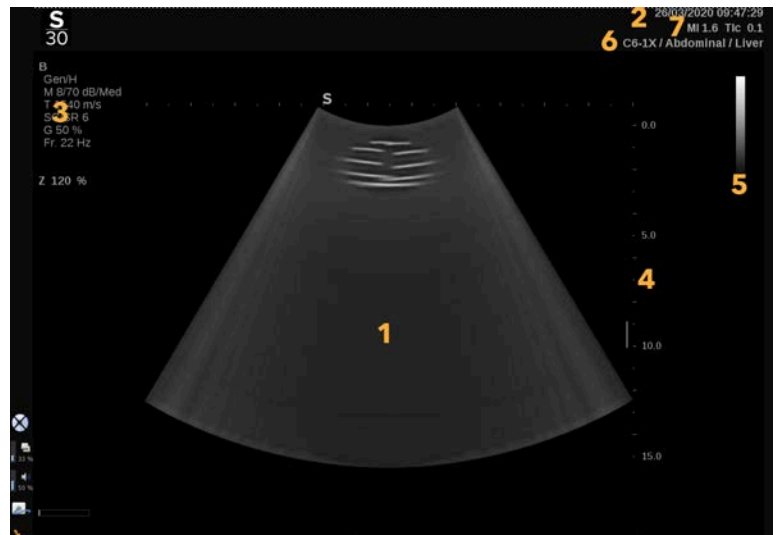 S
30
2
26/03/2020 09:47:29
7
MI 1.6 TIc 0.1
6
C6-1X / Abdominal / Liver
B
Gen/H
M 8/70 dB/Med
3
G 50 %
Fr. 22 Hz
Z 120 %
S
0.0
5
5.0
4
1
10.0
15.0